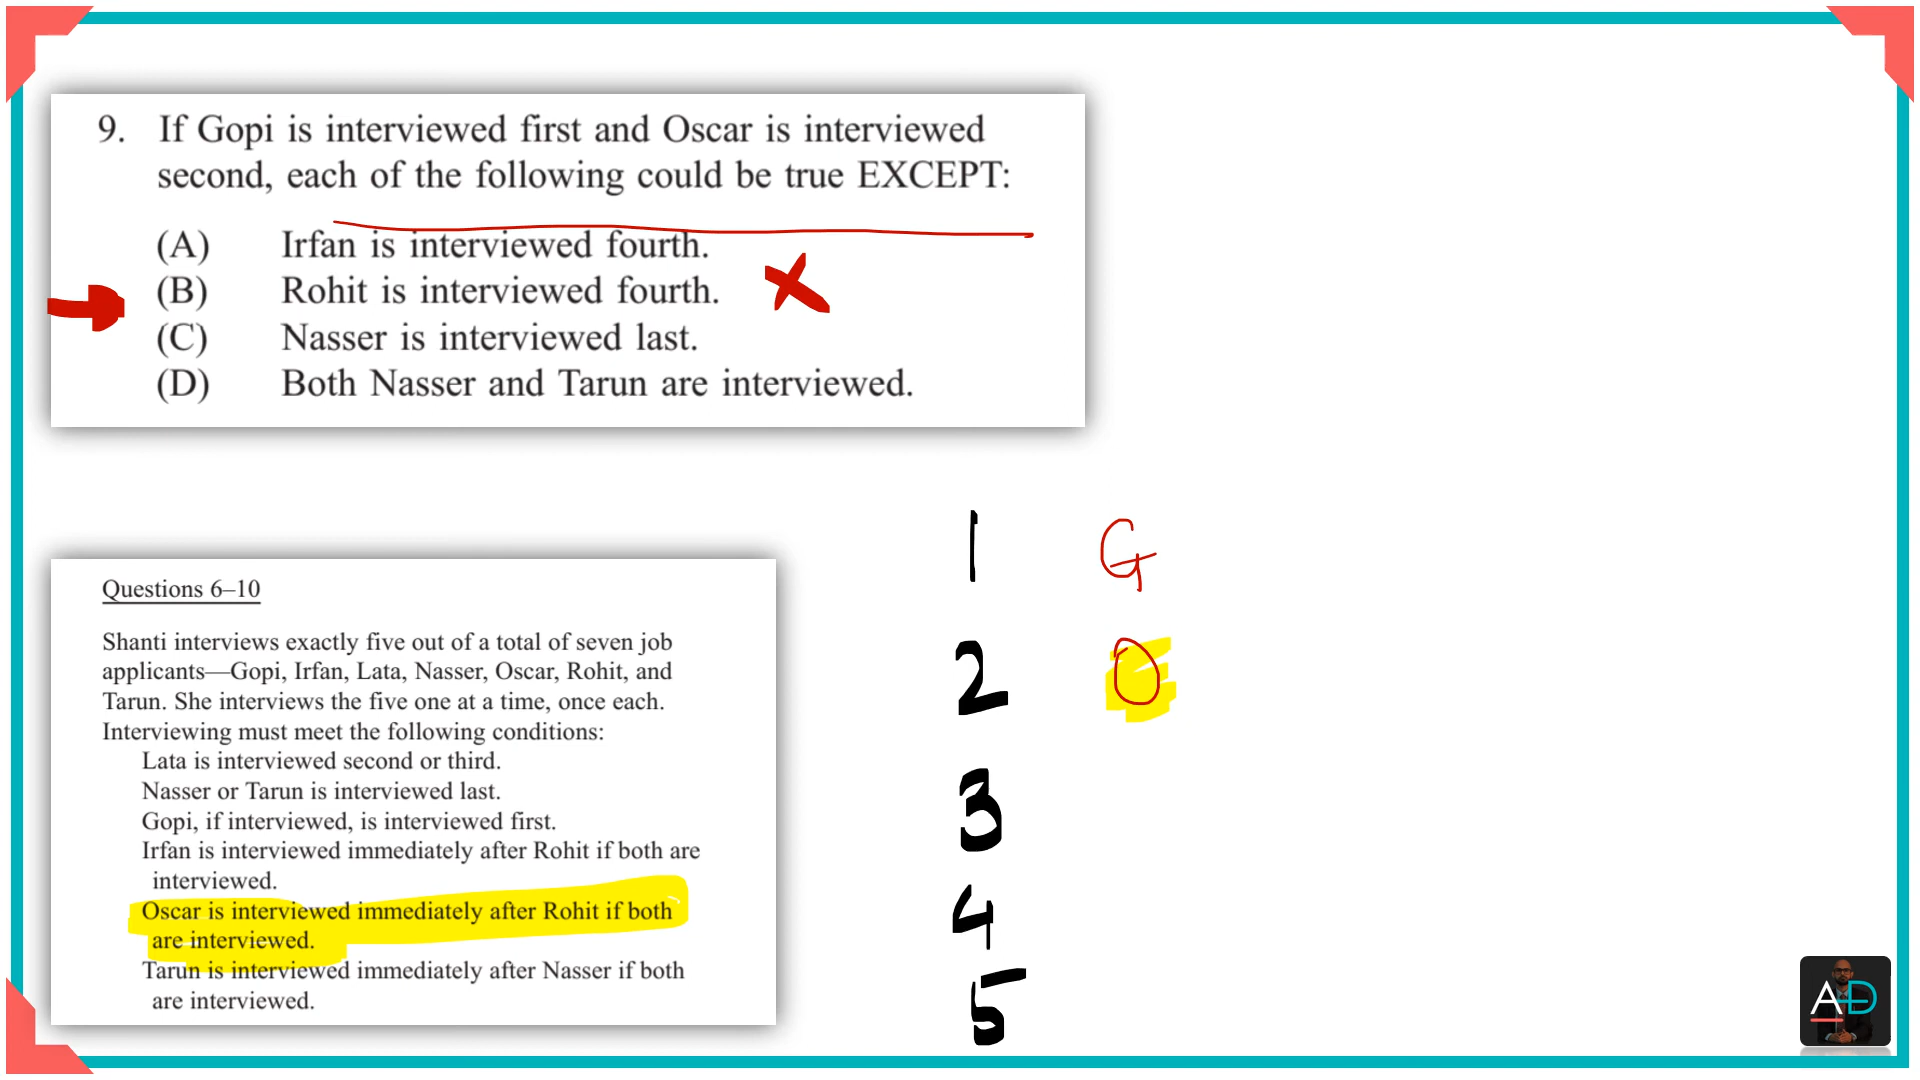 9. If Gopi is interviewed first and Oscar is interviewed
second, each of the following could be true EXCEPT:
(A) Irfan is interviewed fourth.
(B) Rohit is interviewed fourth.
(C) Nasser is interviewed last.
(D) Both Nasser and Tarun are interviewed.
Questions 6–10
Shanti interviews exactly five out of a total of seven job
applicants—Gopi, Irfan, Lata, Nasser, Oscar, Rohit, and
Tarun. She interviews the five one at a time, once each.
Interviewing must meet the following conditions:
Lata is interviewed second or third.
Nasser or Tarun is interviewed last.
Gopi, if interviewed, is interviewed first.
Irfan is interviewed immediately after Rohit if both are
interviewed.
Oscar is interviewed immediately after Rohit if both
are interviewed.
Tarun is interviewed immediately after Nasser if both
are interviewed.
1 G
2 O
3
4
5
AD